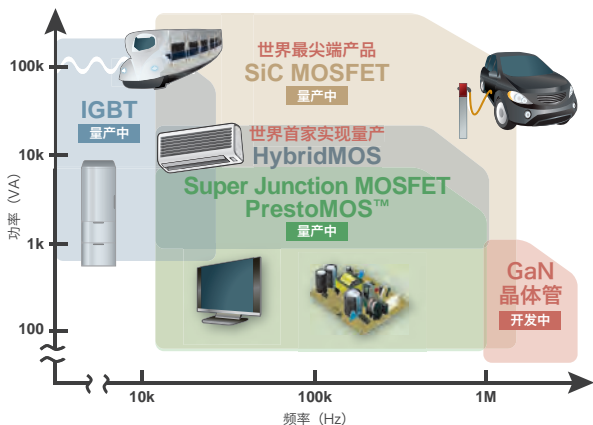 世界最尖端产品
SiC MOSFET
量产中
100k
IGBT
量产中
世界首家实现量产
HybridMOS
10k
Super Junction MOSFET
PrestoMOS™
量产中
功率（VA）
1k
GaN
晶体管
开发中
100
10k
100k
1M
频率（Hz）